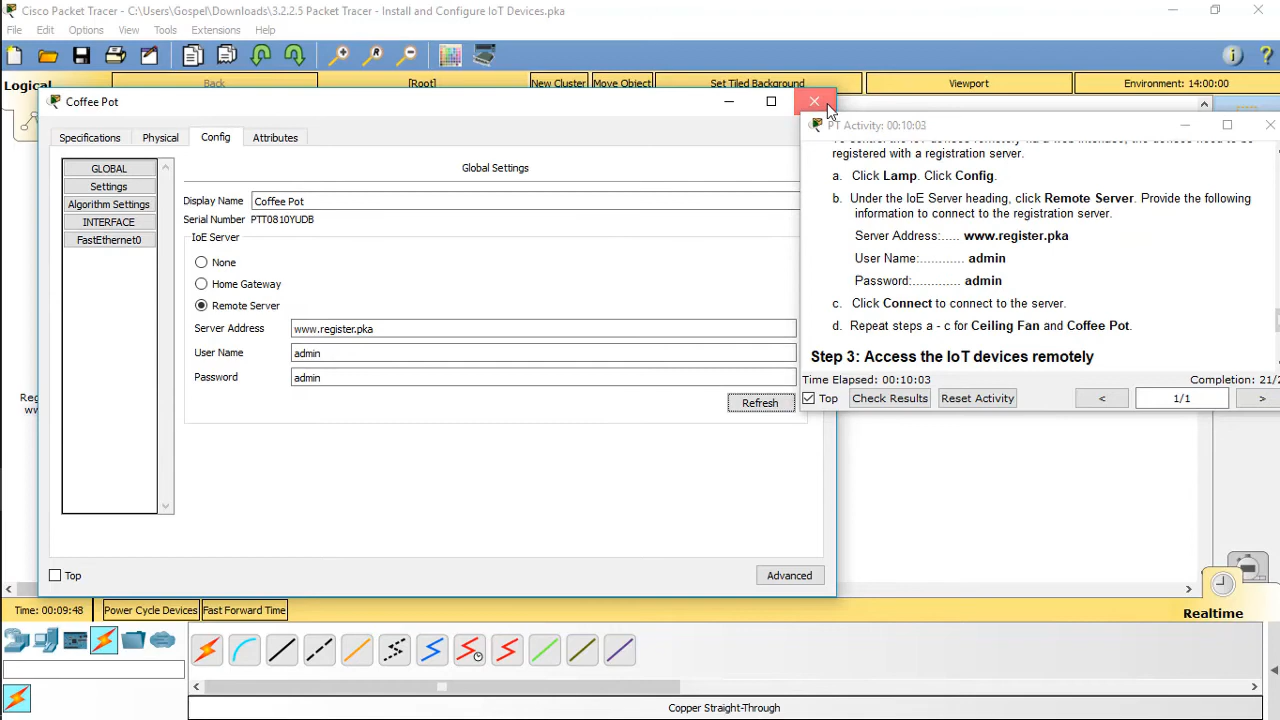 Cisco Packet Tracer - C:\Users\Gospel\Downloads\3.2.2.5 Packet Tracer - Install and Configure IoT Devices.pka
File Edit Options View Tools Extensions Help
Logical Back [Root] New Cluster Move Object Set Tiled Background Viewport Environment: 14:00:00
Coffee Pot
Specifications Physical Config Attributes
GLOBAL
Settings
Algorithm Settings
INTERFACE
FastEthernet0
Global Settings
Display Name Coffee Pot
Serial Number PTT0810YUDB
IoE Server
None
Home Gateway
Remote Server
Server Address www.register.pka
User Name admin
Password admin
Refresh
Top
Advanced
PT Activity: 00:10:03
registered with a registration server.
a. Click Lamp. Click Config.
b. Under the IoE Server heading, click Remote Server. Provide the following
information to connect to the registration server.
Server Address:..... www.register.pka
User Name:............ admin
Password:............. admin
c. Click Connect to connect to the server.
d. Repeat steps a - c for Ceiling Fan and Coffee Pot.
Step 3: Access the IoT devices remotely
Time Elapsed: 00:10:03 Completion: 21/2
Top Check Results Reset Activity < 1/1 >
Time: 00:09:48 Power Cycle Devices Fast Forward Time
Realtime
Copper Straight-Through